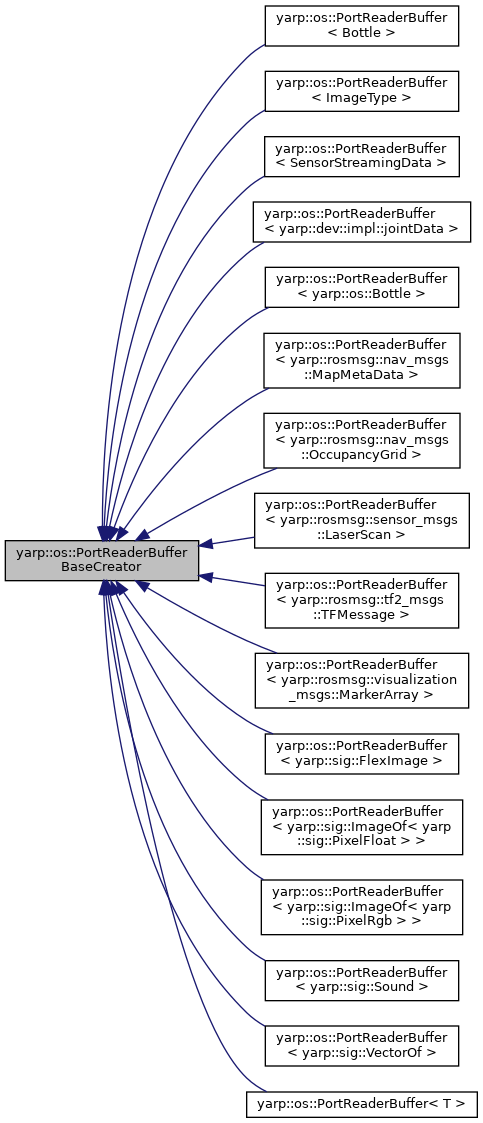 yarp::os::PortReaderBuffer
< Bottle >
yarp::os::PortReaderBuffer
< ImageType >
yarp::os::PortReaderBuffer
< SensorStreamingData >
yarp::os::PortReaderBuffer
< yarp::dev::impl::jointData >
yarp::os::PortReaderBuffer
< yarp::os::Bottle >
yarp::os::PortReaderBuffer
< yarp::rosmsg::nav_msgs
::MapMetaData >
yarp::os::PortReaderBuffer
< yarp::rosmsg::nav_msgs
::OccupancyGrid >
yarp::os::PortReaderBuffer
< yarp::rosmsg::sensor_msgs
::LaserScan >
yarp::os::PortReaderBuffer
BaseCreator
yarp::os::PortReaderBuffer
< yarp::rosmsg::tf2_msgs
::TFMessage >
yarp::os::PortReaderBuffer
< yarp::rosmsg::visualization
_msgs::MarkerArray >
yarp::os::PortReaderBuffer
< yarp::sig::FlexImage >
yarp::os::PortReaderBuffer
< yarp::sig::ImageOf< yarp
::sig::PixelFloat > >
yarp::os::PortReaderBuffer
< yarp::sig::ImageOf< yarp
::sig::PixelRgb > >
yarp::os::PortReaderBuffer
< yarp::sig::Sound >
yarp::os::PortReaderBuffer
< yarp::sig::VectorOf >
yarp::os::PortReaderBuffer< T >